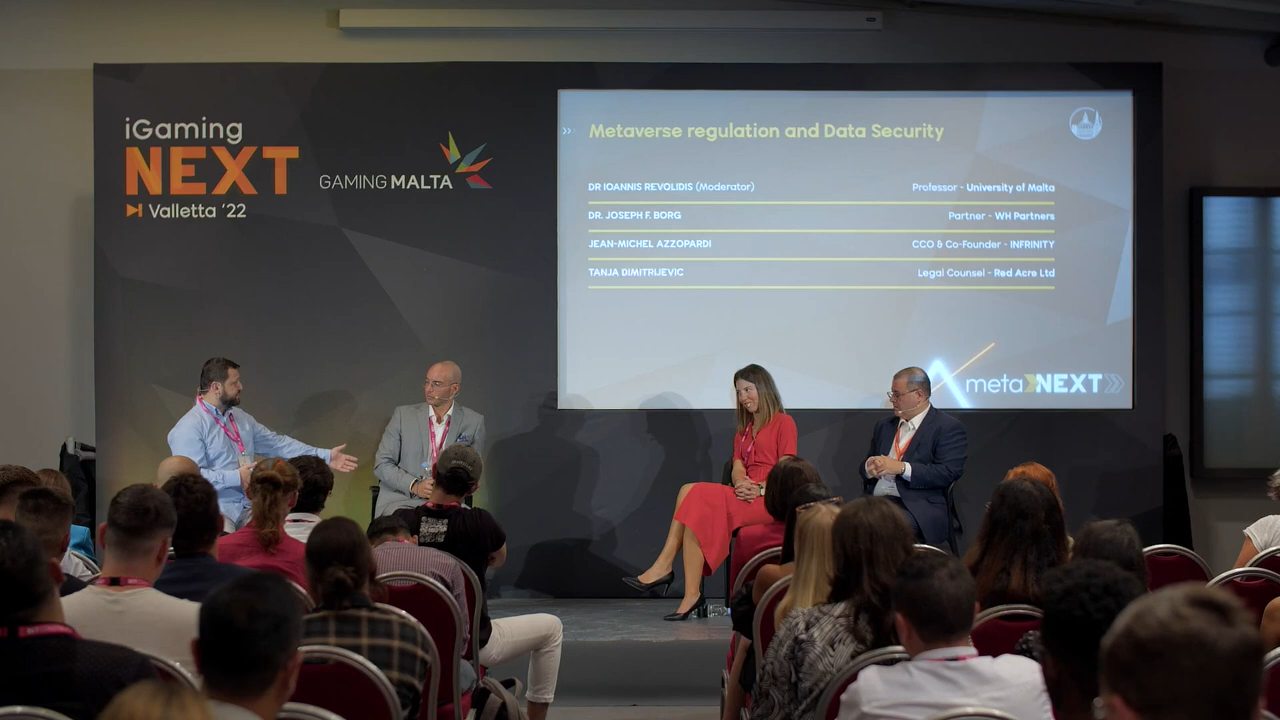 iGaming
NEXT
Valletta '22
GAMING MALTA
Metaverse regulation and Data Security
DR IOANNIS REVOLIDIS (Moderator) Professor - University of Malta
DR. JOSEPH F. BORG Partner - WH Partners
JEAN-MICHEL AZZOPARDI CCO & Co-Founder - INFRINITY
TANJA DIMITRIJEVIC Legal Counsel - Red Acre Ltd
meta NEXT